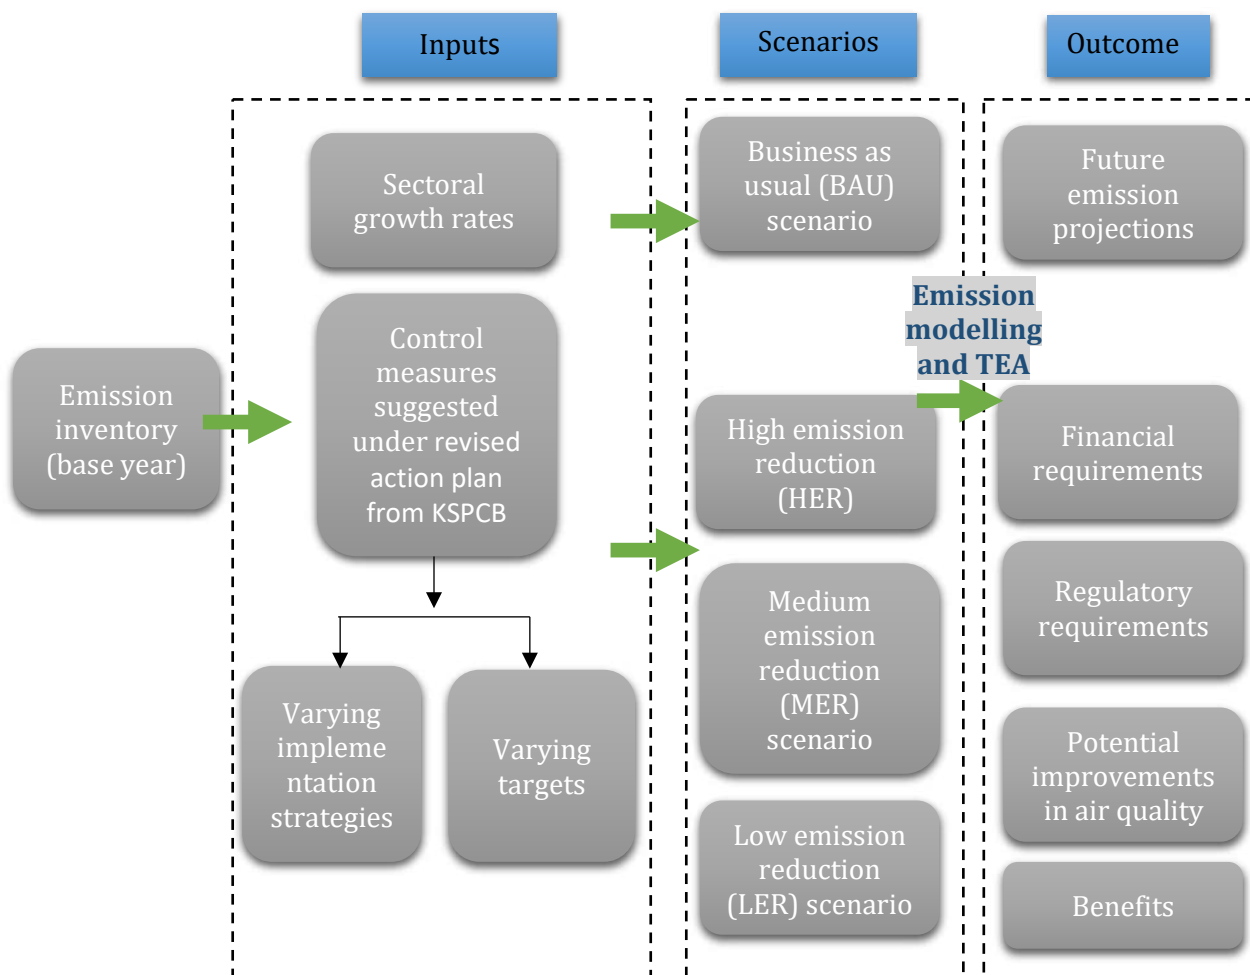 Inputs
Scenarios
Outcome
Emission
inventory
(base year)
Sectoral
growth rates
Control
measures
suggested
under revised
action plan
from KSPCB
Varying
impleme
ntation
strategies
Varying
targets
Business as
usual (BAU)
scenario
High emission
reduction
(HER)
Medium
emission
reduction
(MER)
scenario
Low emission
reduction
(LER) scenario
Emission
modelling
and TEA
Future
emission
projections
Financial
requirements
Regulatory
requirements
Potential
improvements
in air quality
Benefits